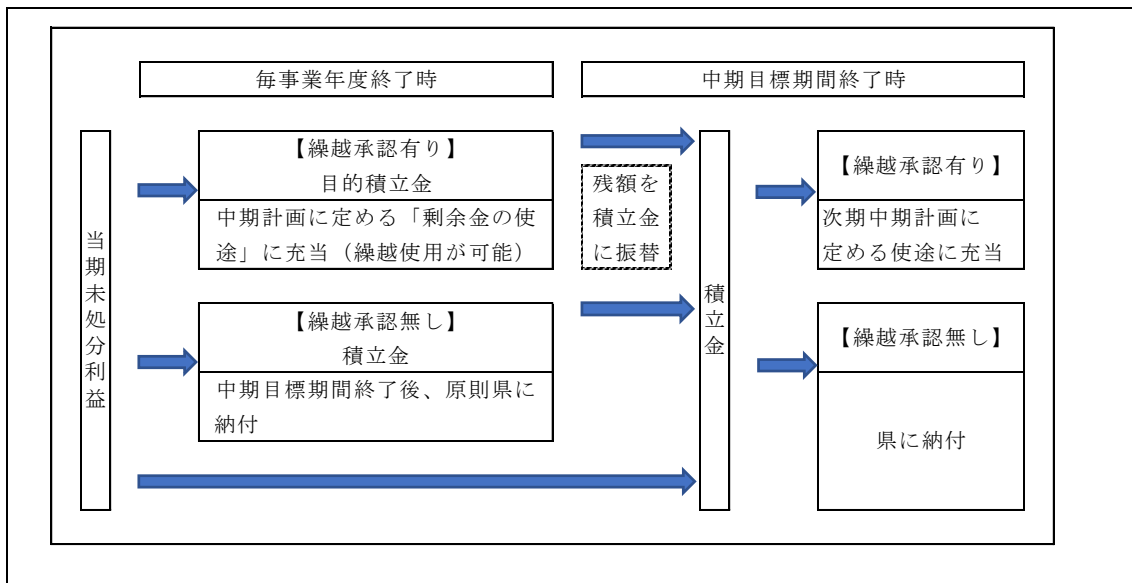 毎事業年度終了時
中期目標期間終了時
当期未処分利益
【繰越承認有り】
目的積立金
中期計画に定める「剰余金の使
途」に充当（繰越使用が可能）
【繰越承認無し】
積立金
中期目標期間終了後、原則県に
納付
残額を
積立金
に振替
積立金
【繰越承認有り】
次期中期計画に
定める使途に充当
【繰越承認無し】
県に納付